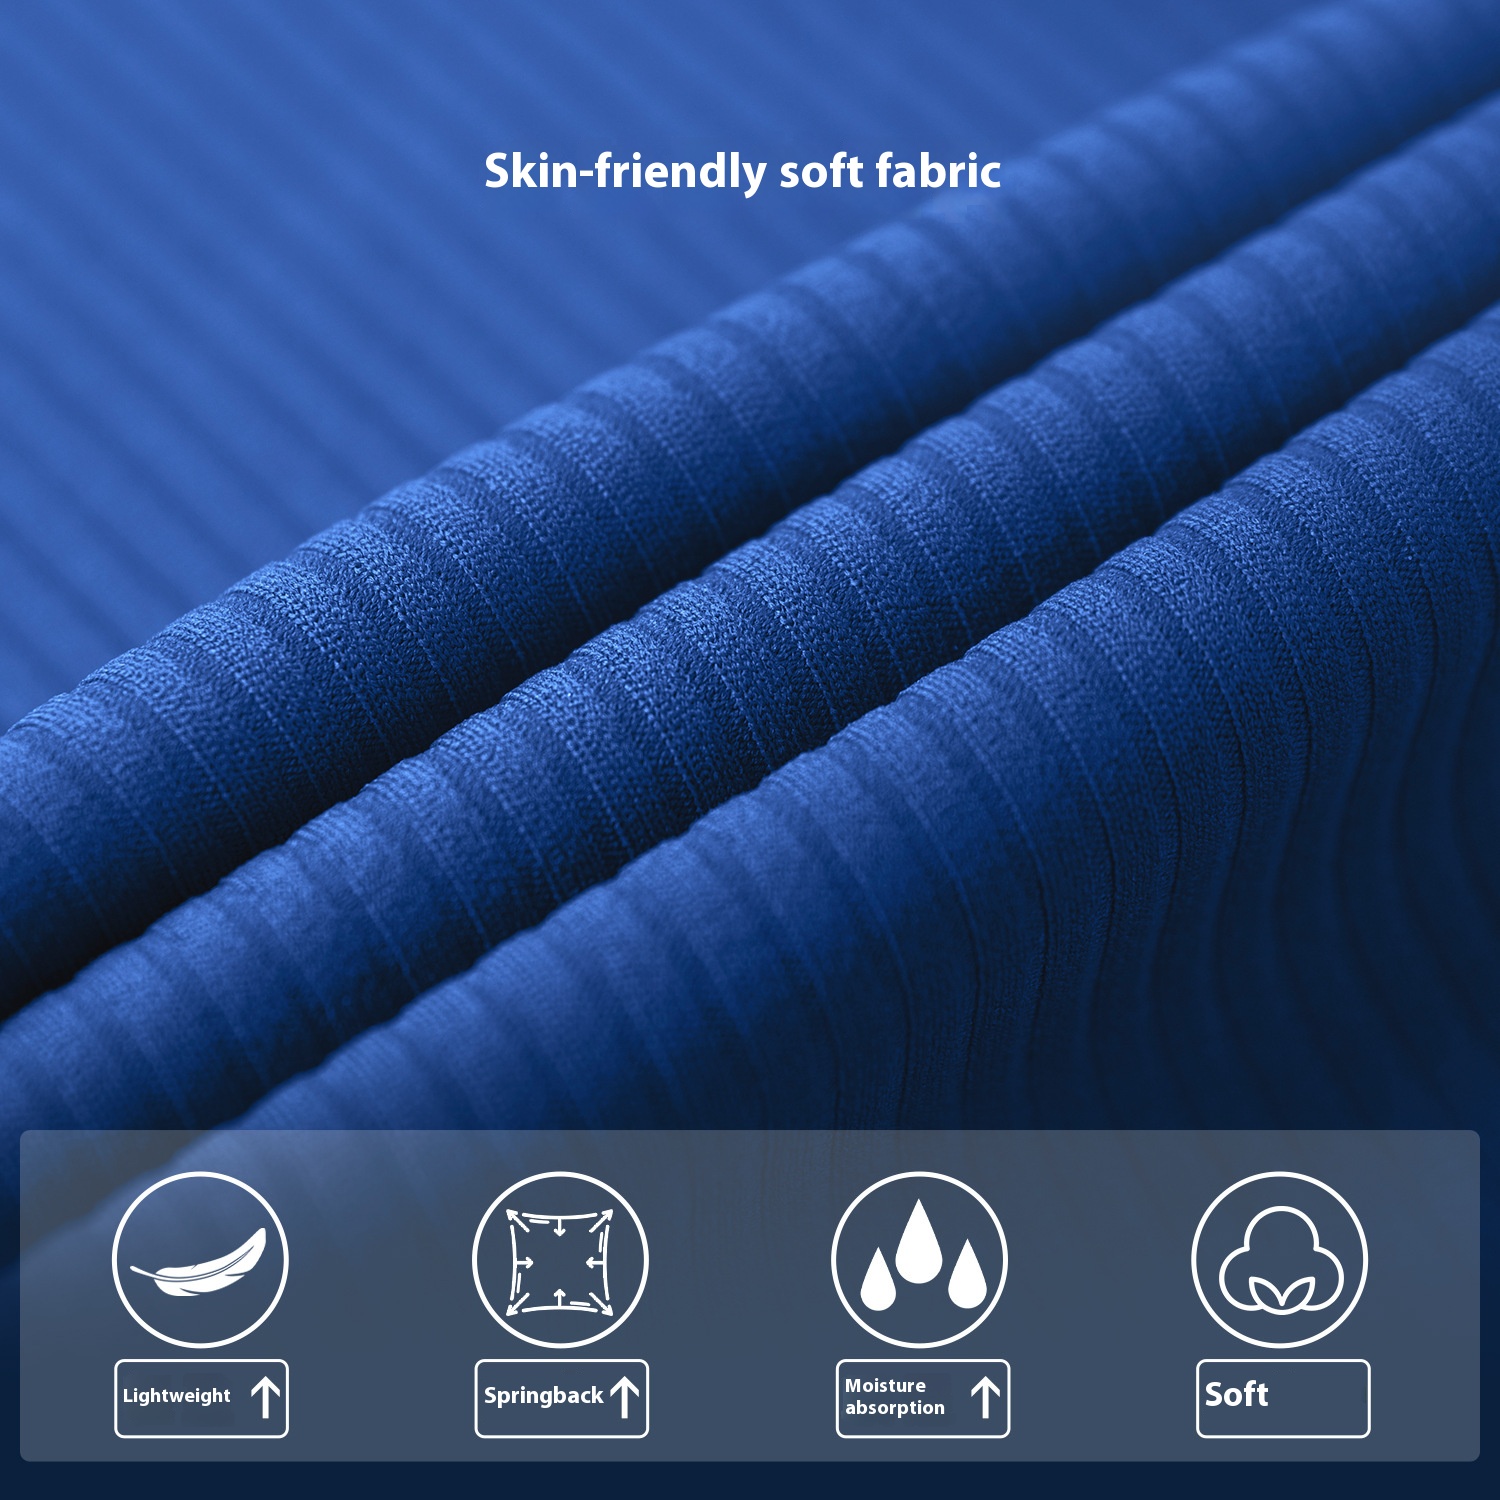 Skin-friendly soft fabric
Lightweight
Springback
Moisture
absorption
Soft